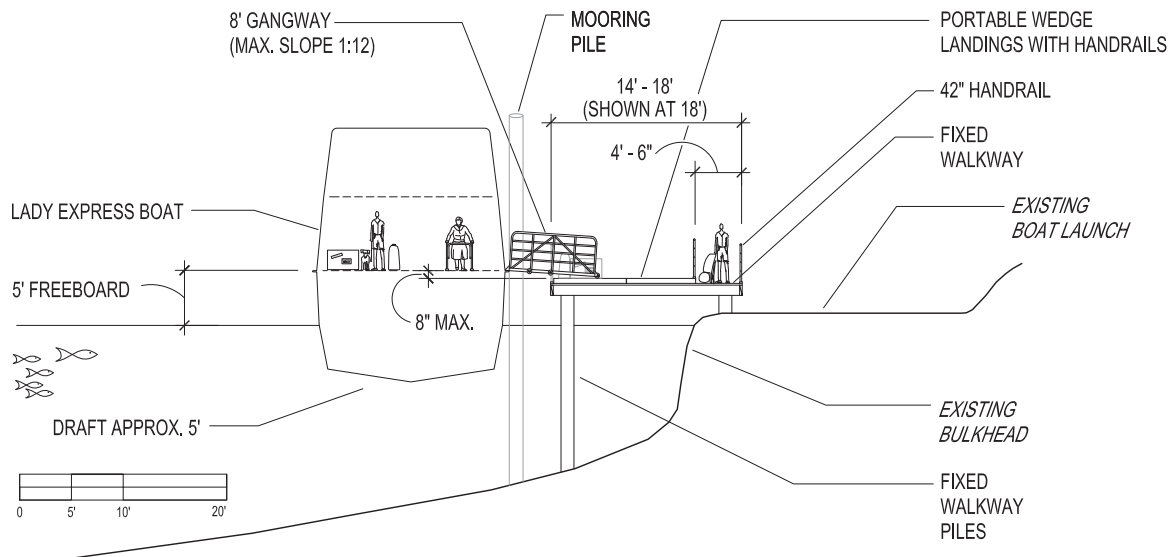 8' GANGWAY
(MAX. SLOPE 1:12)
MOORING
PILE
PORTABLE WEDGE
LANDINGS WITH HANDRAILS
14' - 18'
(SHOWN AT 18')
42" HANDRAIL
4' - 6"
FIXED
WALKWAY
LADY EXPRESS BOAT
EXISTING
BOAT LAUNCH
5' FREEBOARD
8" MAX.
DRAFT APPROX. 5'
EXISTING
BULKHEAD
FIXED
WALKWAY
PILES
0 5' 10' 20'